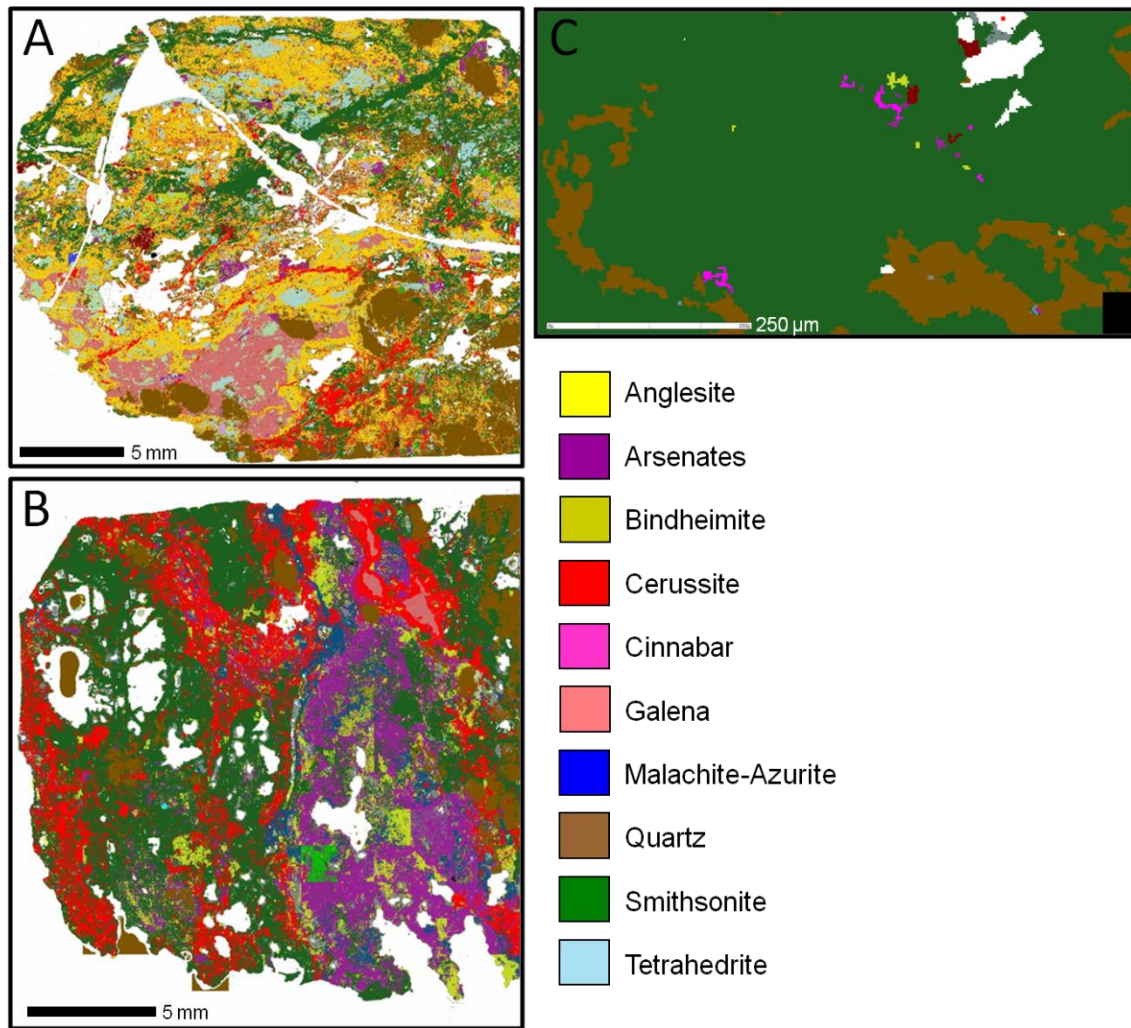 A
5 mm
B
5 mm
C
250 µm
Anglesite
Arsenates
Bindheimite
Cerussite
Cinnabar
Galena
Malachite-Azurite
Quartz
Smithsonite
Tetrahedrite